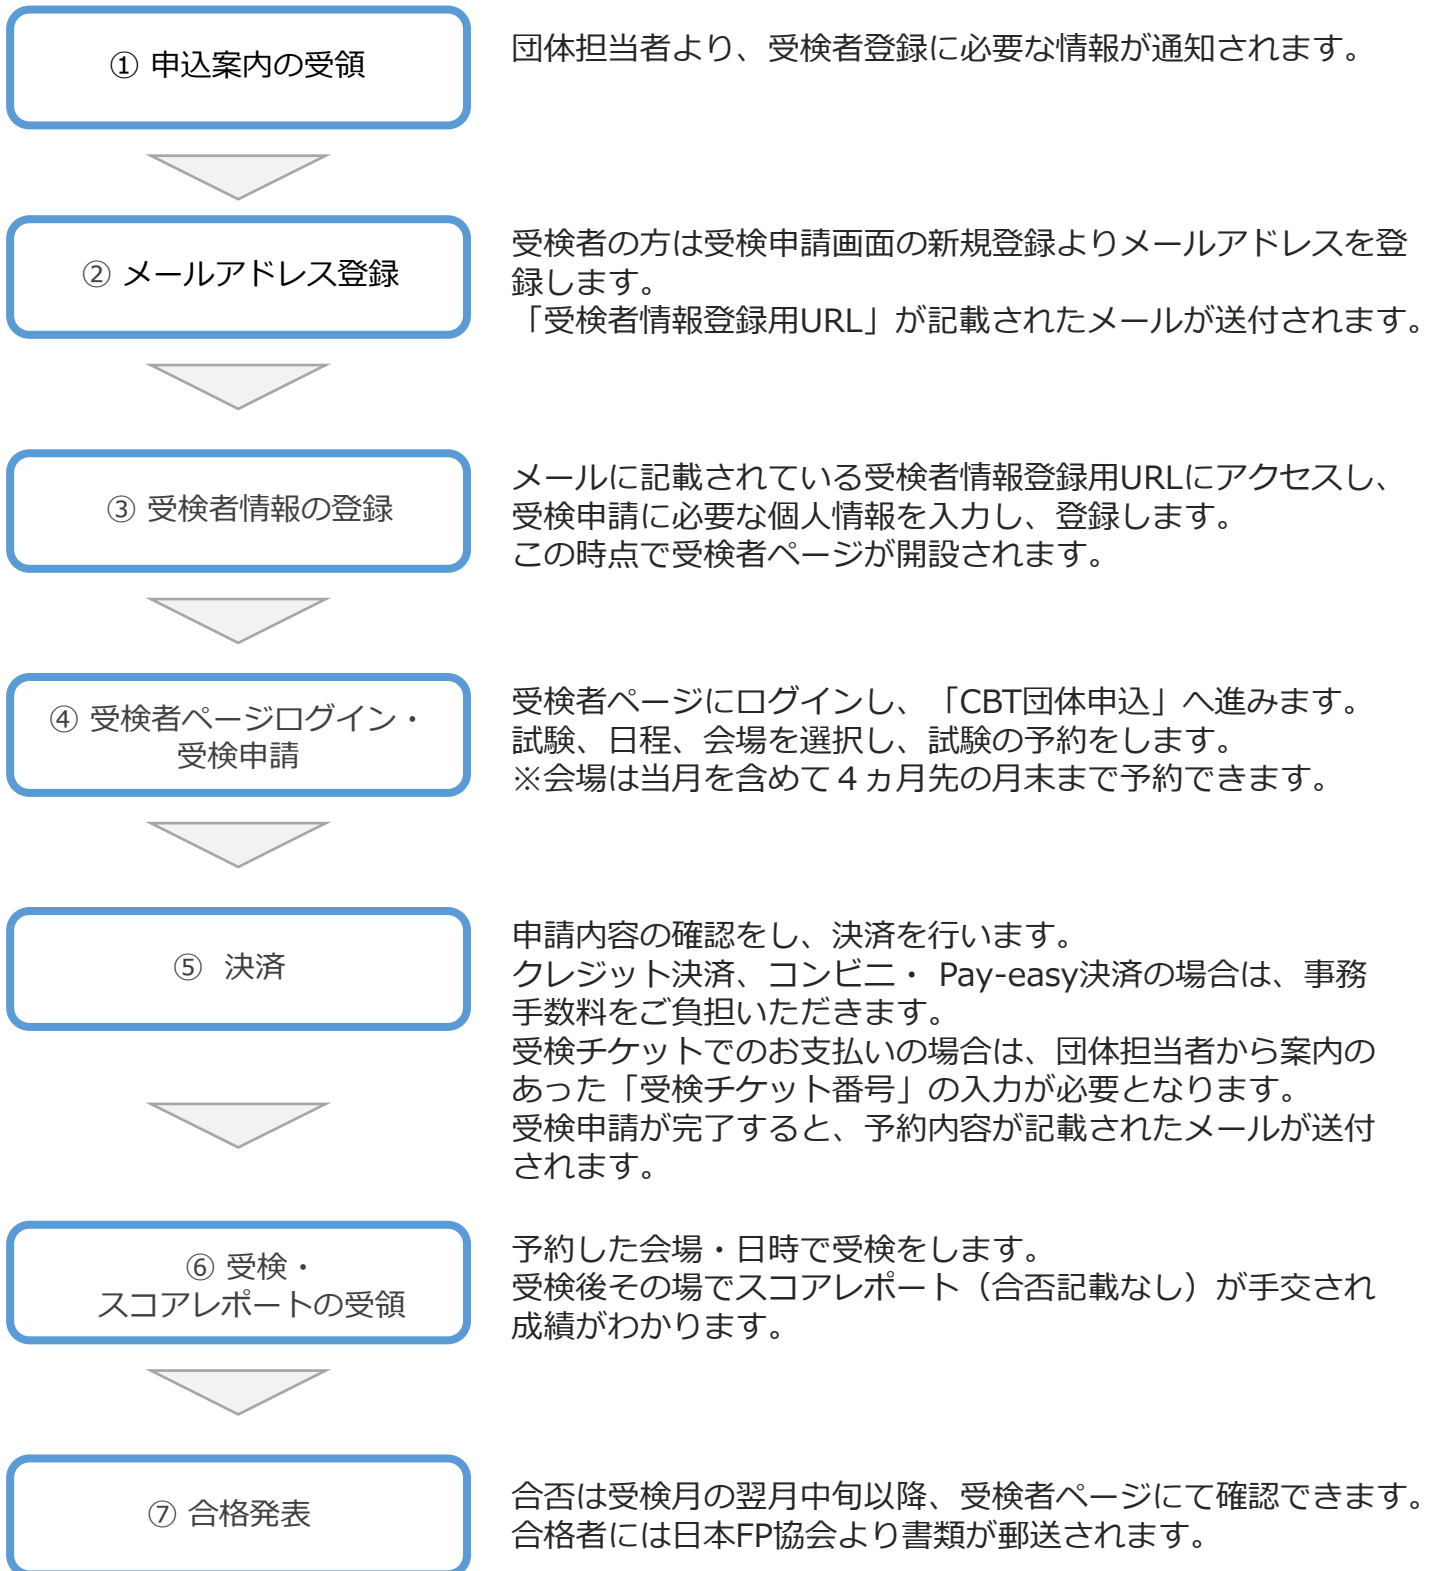 ① 申込案内の受領
団体担当者より、受検者登録に必要な情報が通知されます。
② メールアドレス登録
受検者の方は受検申請画面の新規登録よりメールアドレスを登
録します。
「受検者情報登録用URL」が記載されたメールが送付されます。
③ 受検者情報の登録
メールに記載されている受検者情報登録用URLにアクセスし、
受検申請に必要な個人情報を入力し、登録します。
この時点で受検者ページが開設されます。
④ 受検者ページログイン・
受検申請
受検者ページにログインし、「CBT団体申込」へ進みます。
試験、日程、会場を選択し、試験の予約をします。
※会場は当月を含めて４ヵ月先の月末まで予約できます。
⑤ 決済
申請内容の確認をし、決済を行います。
クレジット決済、コンビニ・ Pay-easy決済の場合は、事務
手数料をご負担いただきます。
受検チケットでのお支払いの場合は、団体担当者から案内の
あった「受検チケット番号」の入力が必要となります。
受検申請が完了すると、予約内容が記載されたメールが送付
されます。
⑥ 受検・
スコアレポートの受領
予約した会場・日時で受検をします。
受検後その場でスコアレポート（合否記載なし）が手交され
成績がわかります。
⑦ 合格発表
合否は受検月の翌月中旬以降、受検者ページにて確認できます。
合格者には日本FP協会より書類が郵送されます。